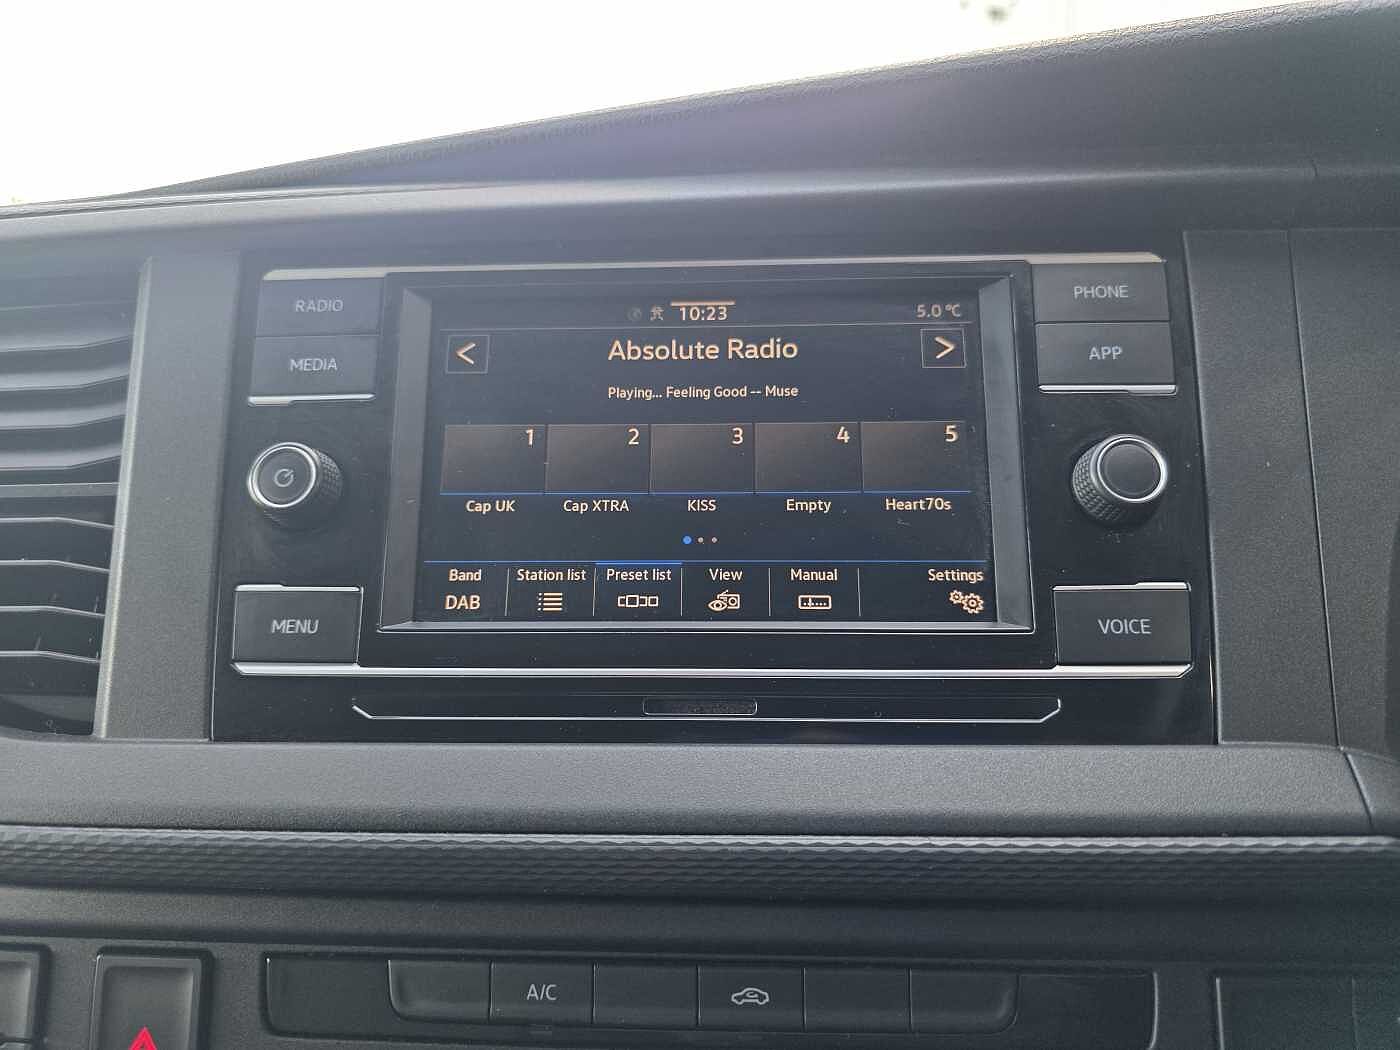 RADIO
MEDIA
MENU
10:23
5.0 °C
<
Absolute Radio
>
Playing... Feeling Good -- Muse
1 2 3 4 5
Cap UK Cap XTRA KISS Empty Heart70s
Band Station list Preset list View Manual Settings
DAB
PHONE
APP
VOICE
A/C